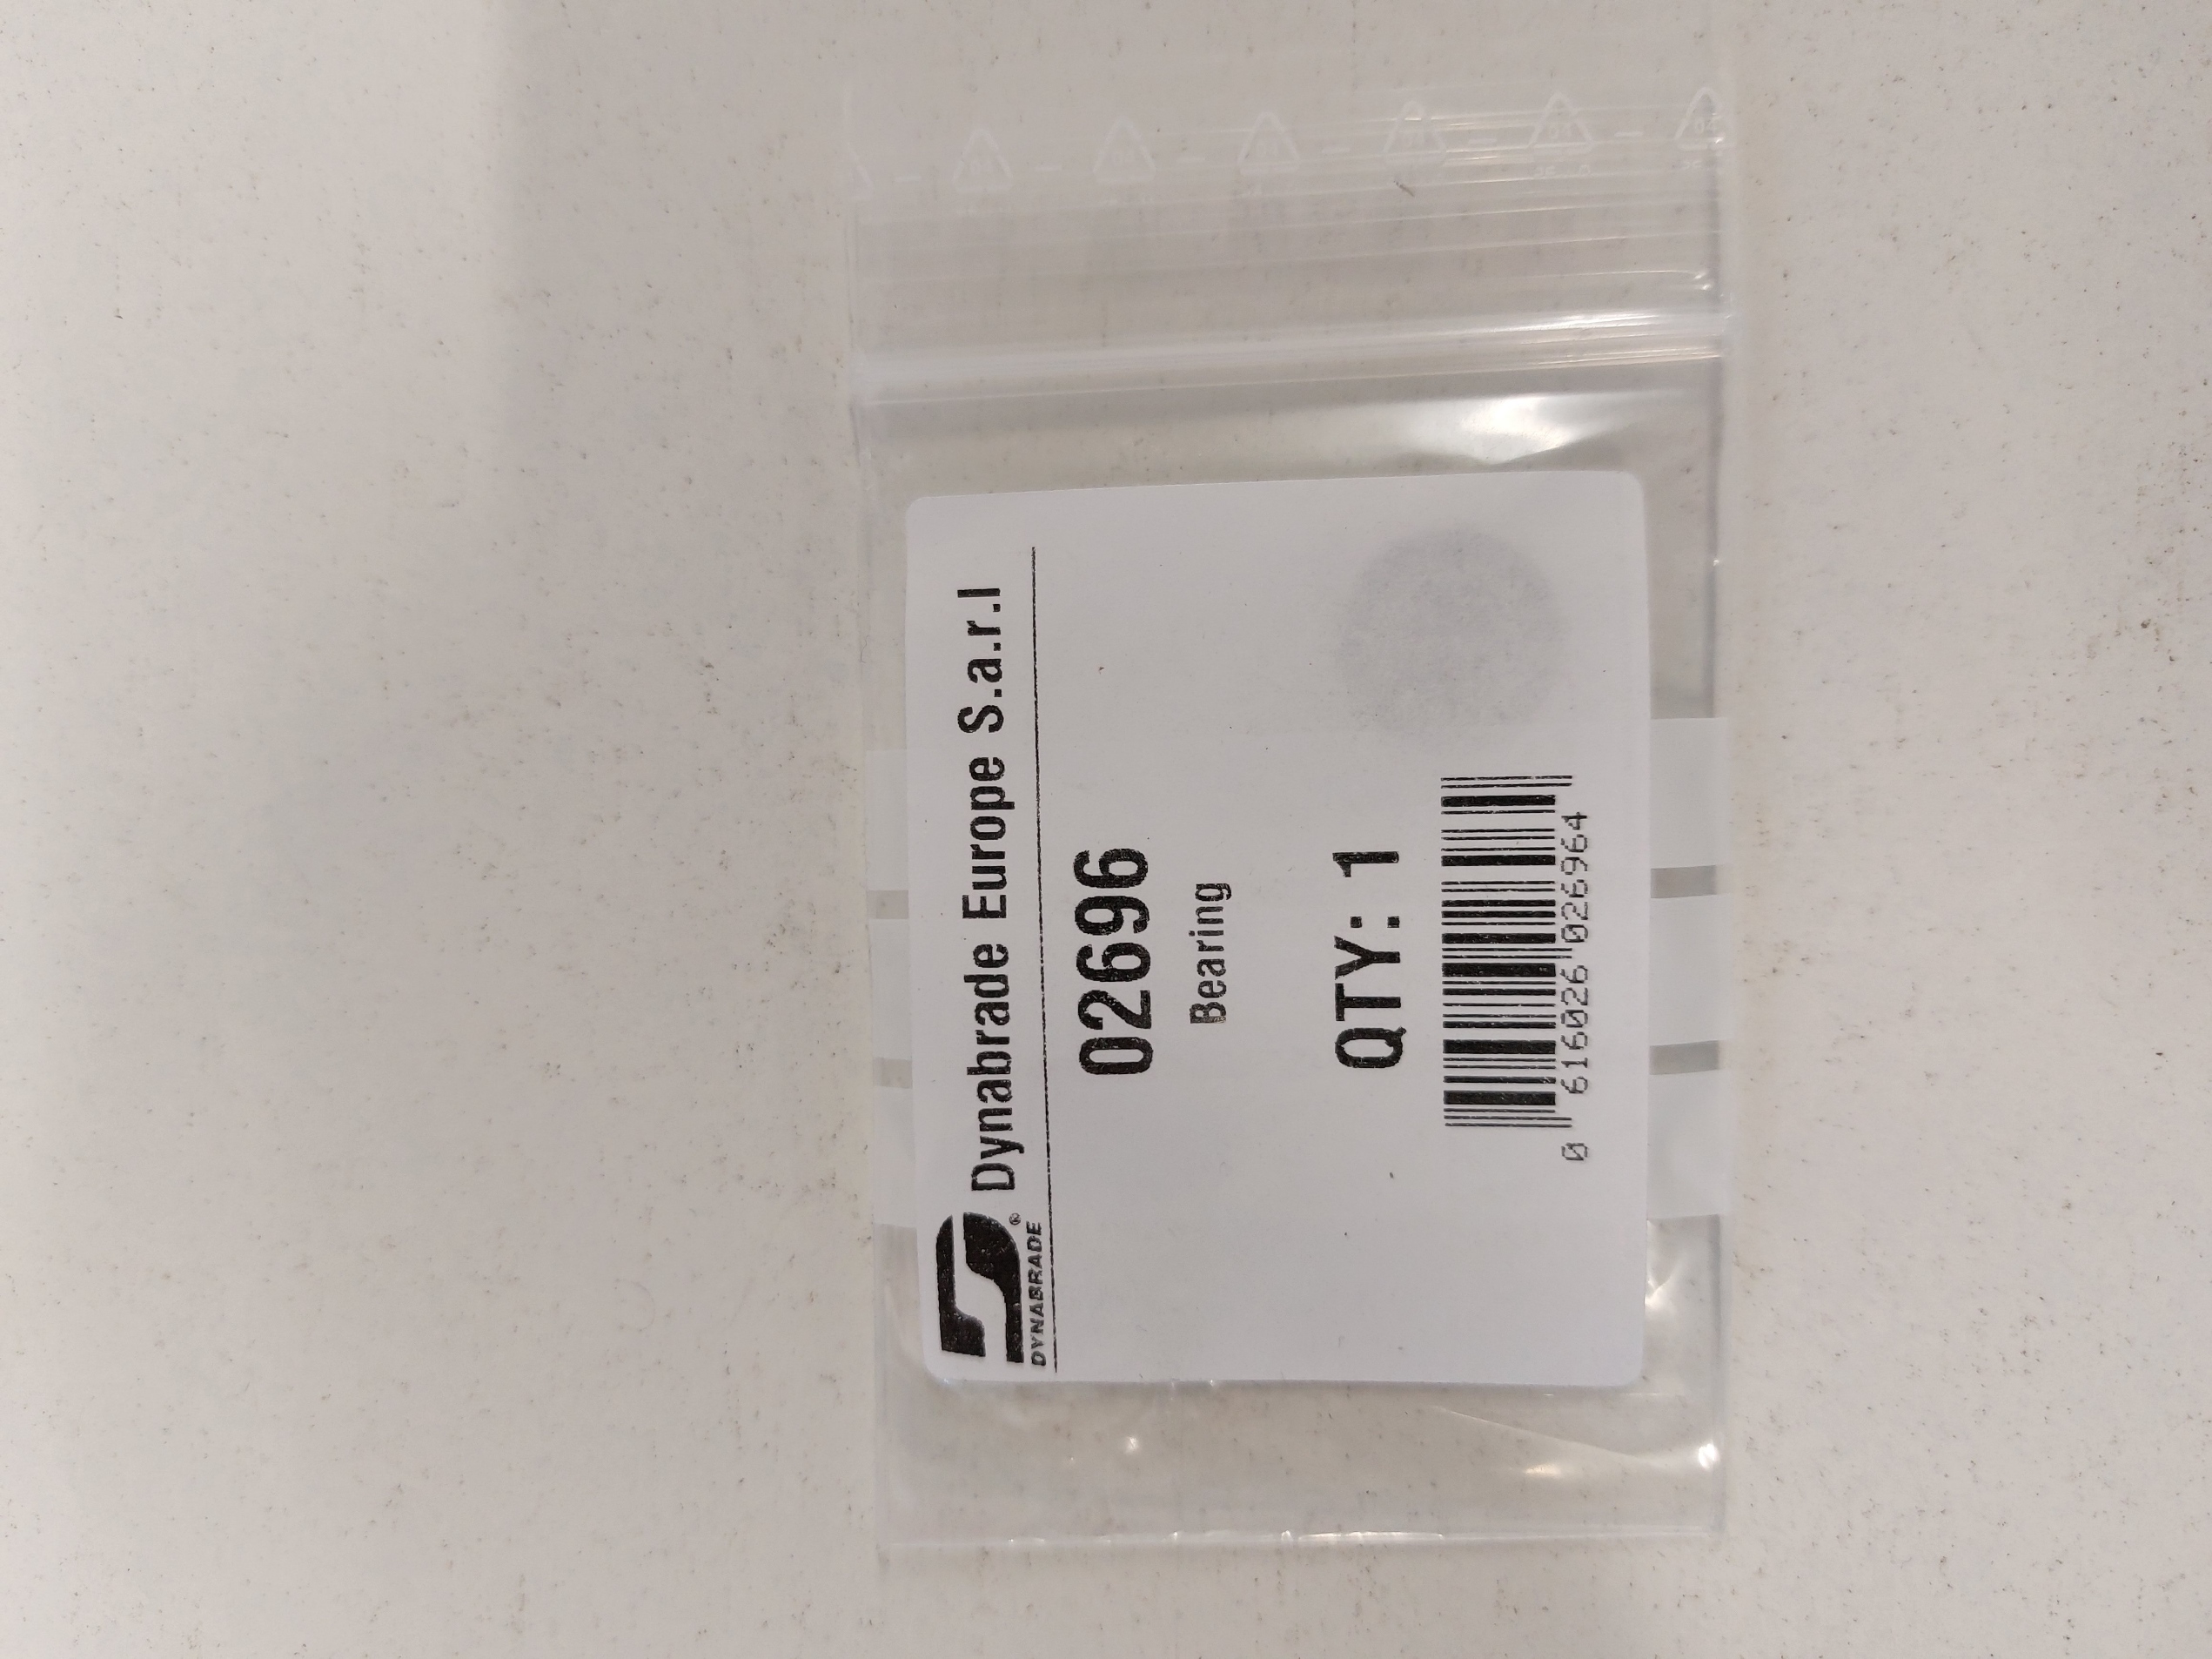 DYNABRADE®
Dynabrade Europe S.a.r.l
02696
Bearing
QTY: 1
0 616026 026964